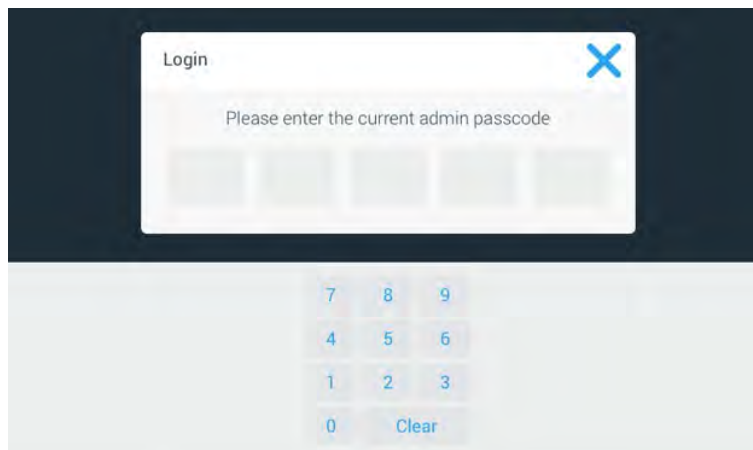 Login
Please enter the current admin passcode
7 8 9
4 5 6
1 2 3
0 Clear